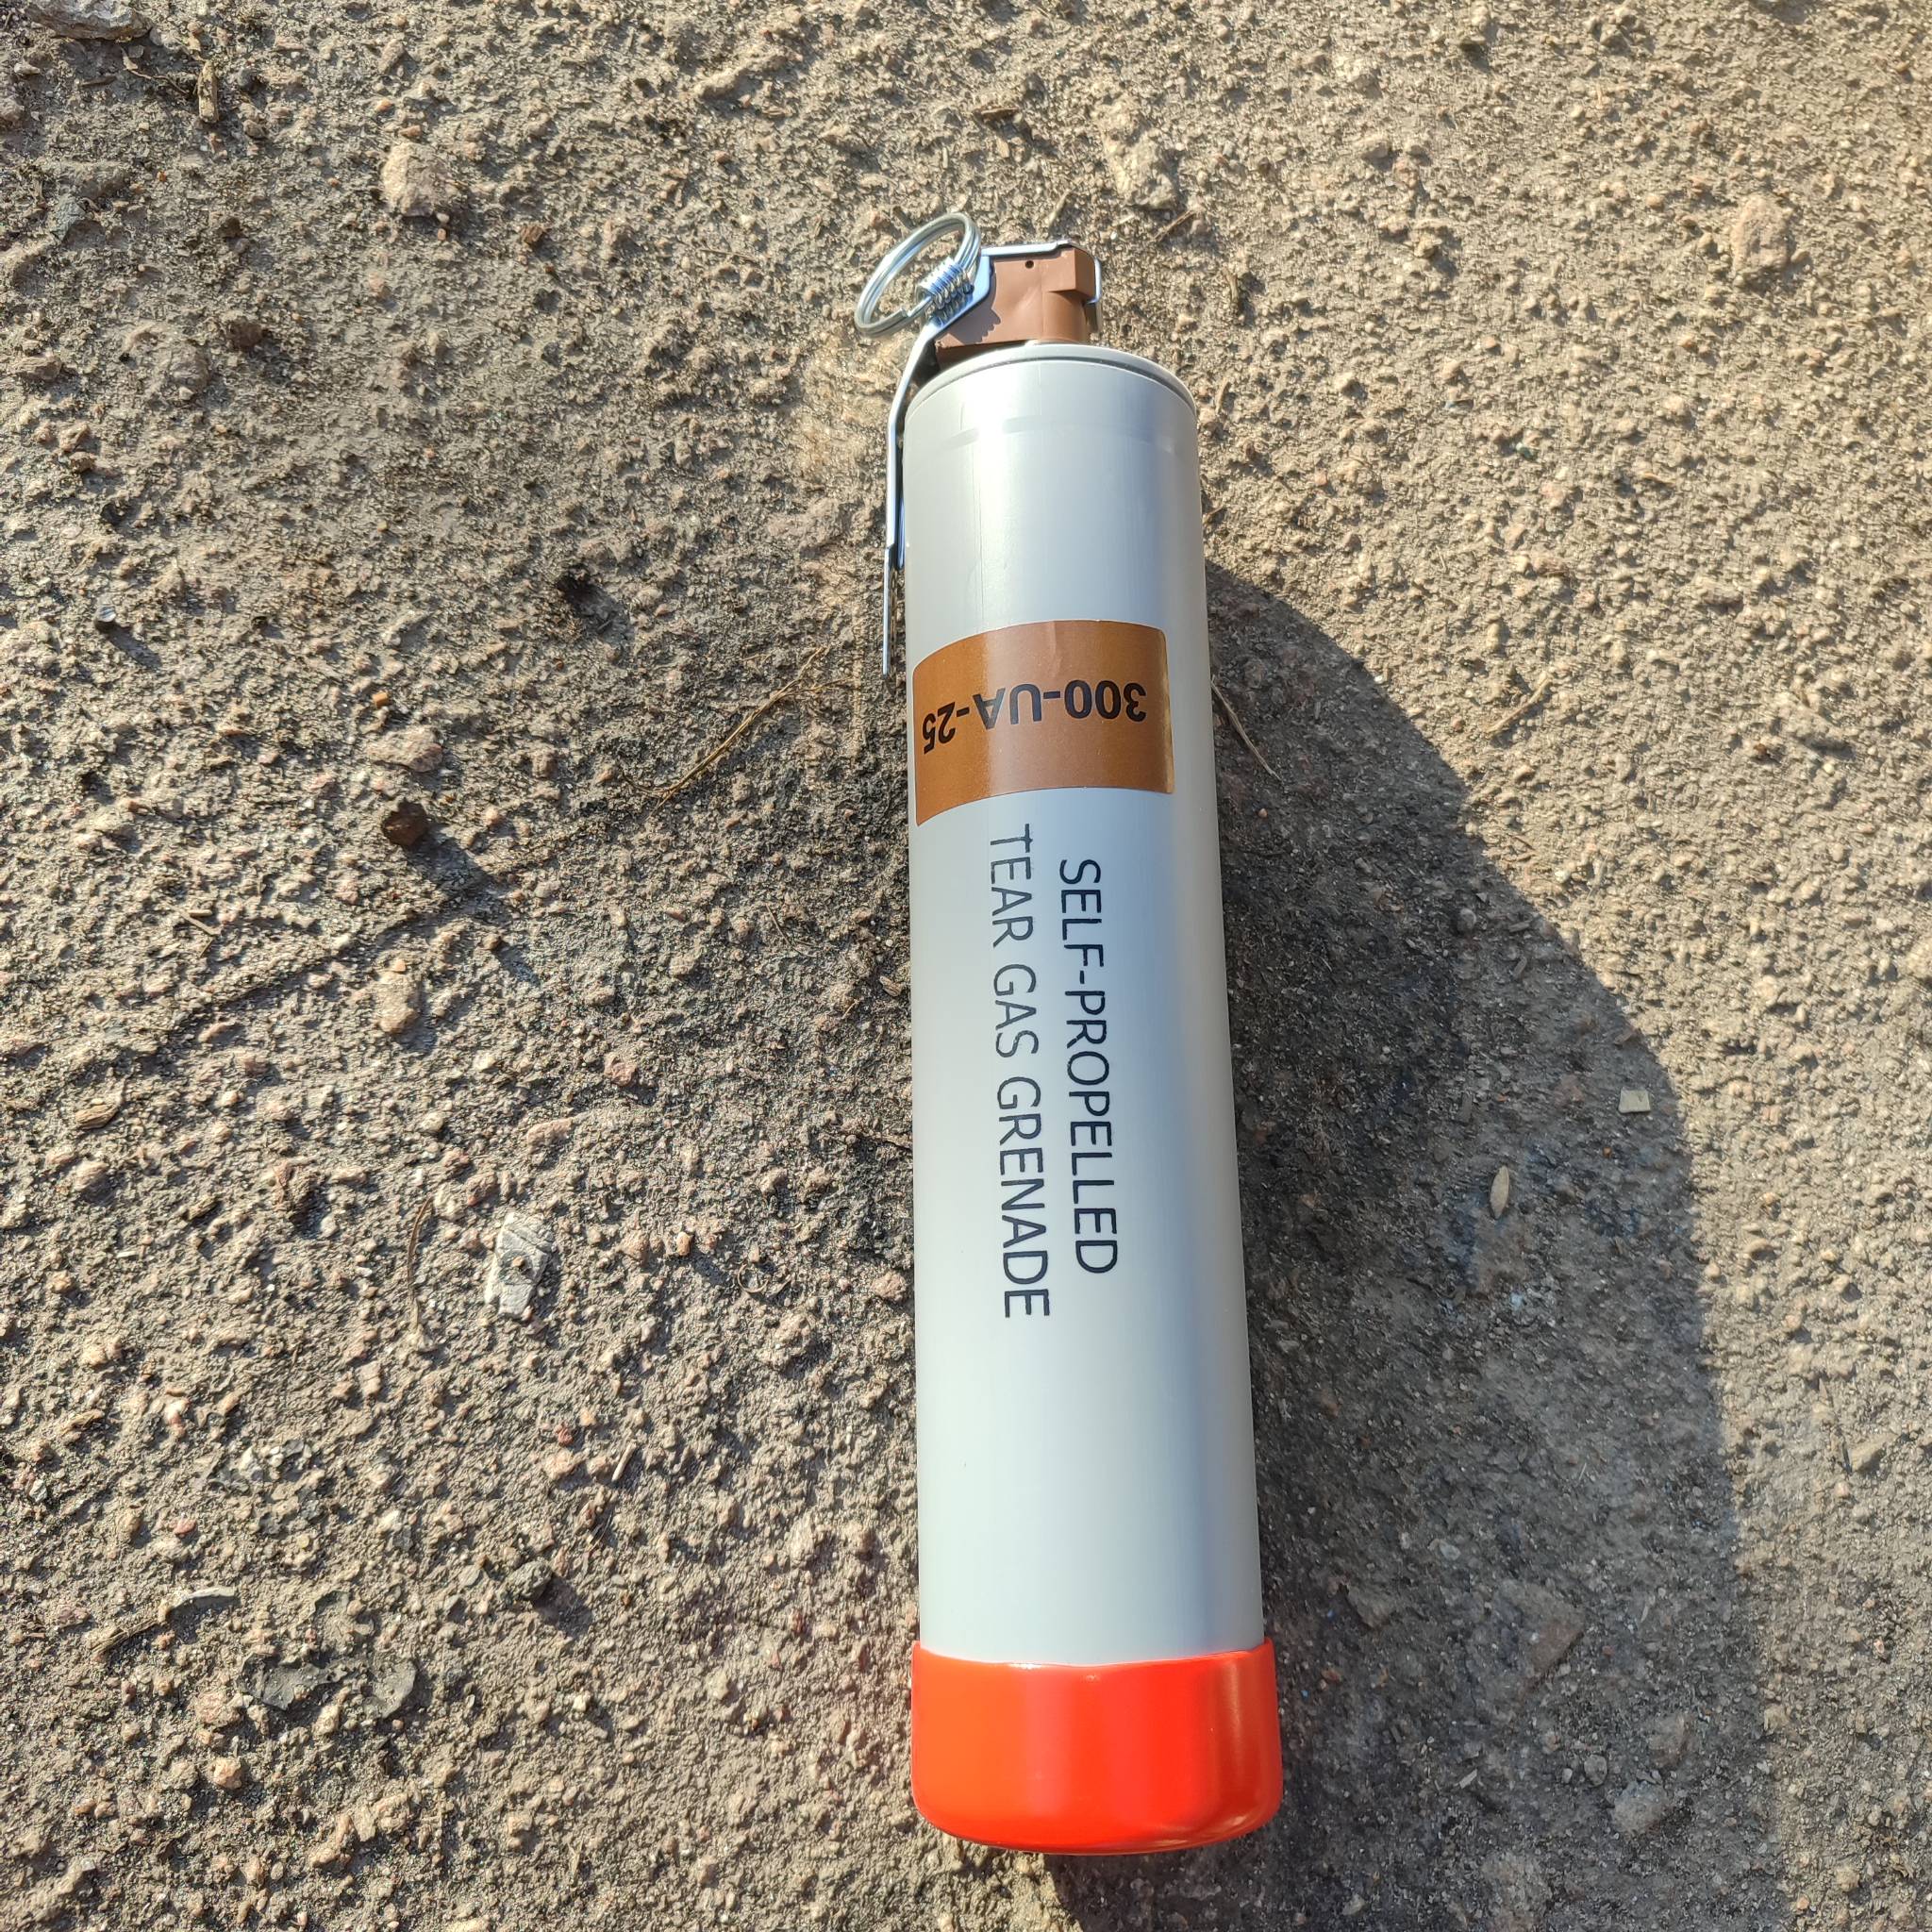 300-UA-25
SELF-PROPELLED
TEAR GAS GRENADE